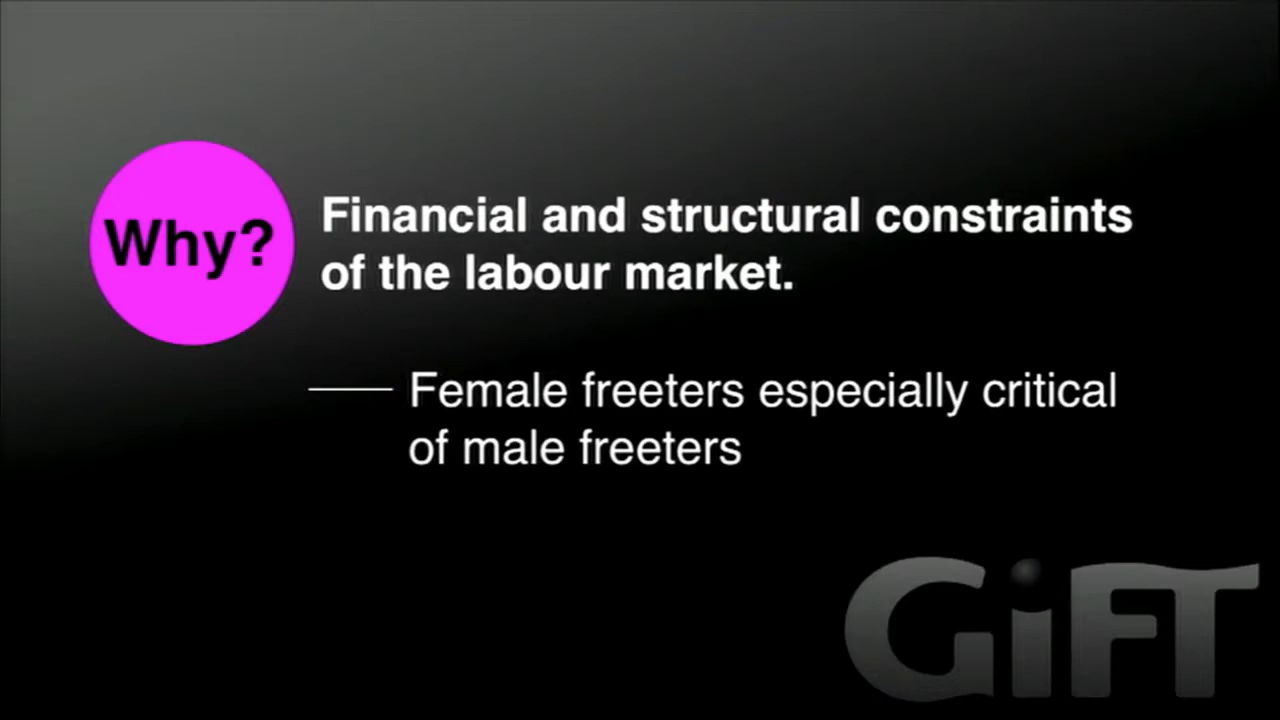 Why?
Financial and structural constraints
of the labour market.
Female freeters especially critical
of male freeters
GiFT